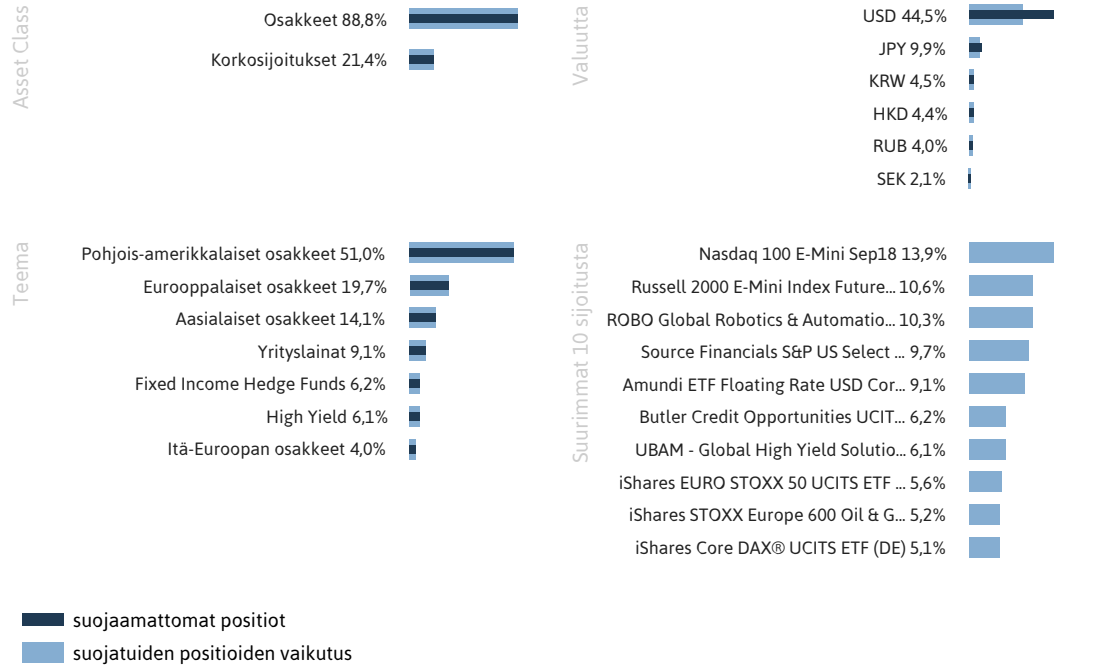 Asset Class
Osakkeet 88,8%
Korkosijoitukset 21,4%
Valuutta
USD 44,5%
JPY 9,9%
KRW 4,5%
HKD 4,4%
RUB 4,0%
SEK 2,1%
Teema
Pohjois-amerikkalaiset osakkeet 51,0%
Eurooppalaiset osakkeet 19,7%
Aasialaiset osakkeet 14,1%
Yrityslainat 9,1%
Fixed Income Hedge Funds 6,2%
High Yield 6,1%
Itä-Euroopan osakkeet 4,0%
Suurimmat 10 sijoitusta
Nasdaq 100 E-Mini Sep18 13,9%
Russell 2000 E-Mini Index Future... 10,6%
ROBO Global Robotics & Automatio... 10,3%
Source Financials S&P US Select ... 9,7%
Amundi ETF Floating Rate USD Cor... 9,1%
Butler Credit Opportunities UCIT... 6,2%
UBAM - Global High Yield Solutio... 6,1%
iShares EURO STOXX 50 UCITS ETF ... 5,6%
iShares STOXX Europe 600 Oil & G... 5,2%
iShares Core DAX® UCITS ETF (DE) 5,1%
suojaamattomat positiot
suojatuiden positioiden vaikutus